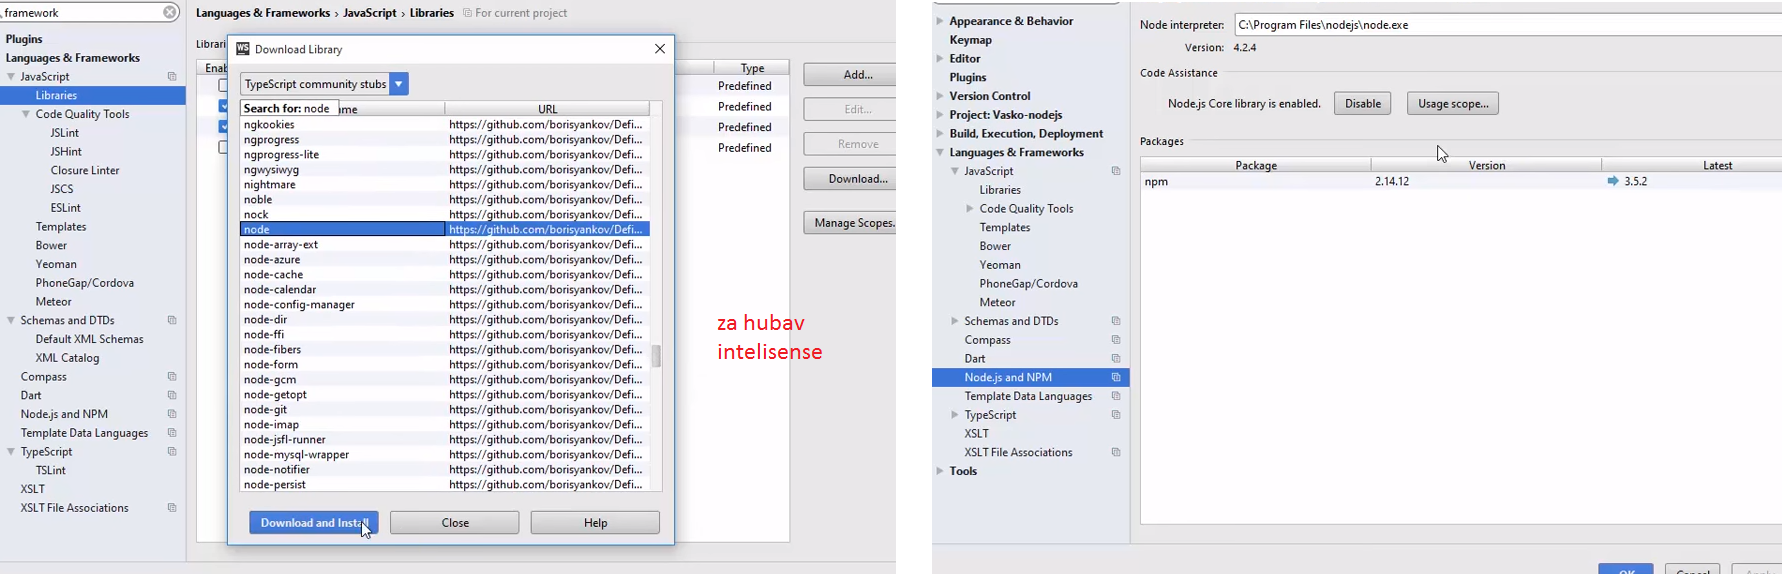 framework
Plugins
Languages & Frameworks
JavaScript
Libraries
Code Quality Tools
JSLint
JSHint
Closure Linter
JSCS
ESLint
Templates
Bower
Yeoman
PhoneGap/Cordova
Meteor
Schemas and DTDs
Default XML Schemas
XML Catalog
Compass
Dart
Node.js and NPM
Template Data Languages
TypeScript
TSLint
XSLT
XSLT File Associations
Languages & Frameworks › JavaScript › Libraries For current project
WS Download Library
TypeScript community stubs
Search for: node
URL
ngkookies https://github.com/borisyankov/Defi...
ngprogress https://github.com/borisyankov/Defi...
ngprogress-lite https://github.com/borisyankov/Defi...
ngwysiwyg https://github.com/borisyankov/Defi...
nightmare https://github.com/borisyankov/Defi...
noble https://github.com/borisyankov/Defi...
nock https://github.com/borisyankov/Defi...
node https://github.com/borisyankov/Defi...
node-array-ext https://github.com/borisyankov/Defi...
node-azure https://github.com/borisyankov/Defi...
node-cache https://github.com/borisyankov/Defi...
node-calendar https://github.com/borisyankov/Defi...
node-config-manager https://github.com/borisyankov/Defi...
node-dir https://github.com/borisyankov/Defi...
node-ffi https://github.com/borisyankov/Defi...
node-fibers https://github.com/borisyankov/Defi...
node-form https://github.com/borisyankov/Defi...
node-gcm https://github.com/borisyankov/Defi...
node-getopt https://github.com/borisyankov/Defi...
node-git https://github.com/borisyankov/Defi...
node-imap https://github.com/borisyankov/Defi...
node-jsfl-runner https://github.com/borisyankov/Defi...
node-mysql-wrapper https://github.com/borisyankov/Defi...
node-notifier https://github.com/borisyankov/Defi...
node-persist https://github.com/borisyankov/Defi...
Download and Install Close Help
Type
Predefined
Predefined
Predefined
Predefined
Add...
Edit...
Remove
Download...
Manage Scopes.
za hubav
intelisense
Appearance & Behavior
Keymap
Editor
Plugins
Version Control
Project: Vasko-nodejs
Build, Execution, Deployment
Languages & Frameworks
JavaScript
Libraries
Code Quality Tools
Templates
Bower
Yeoman
PhoneGap/Cordova
Meteor
Schemas and DTDs
Compass
Dart
Node.js and NPM
Template Data Languages
TypeScript
XSLT
XSLT File Associations
Tools
Node interpreter: C:\Program Files\nodejs\node.exe
Version: 4.2.4
Code Assistance
Node.js Core library is enabled. Disable Usage scope...
Packages
Package Version Latest
npm 2.14.12 3.5.2